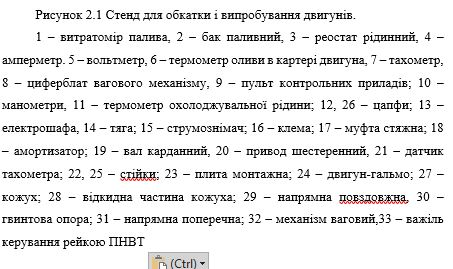 Рисунок 2.1 Стенд для обкатки і випробування двигунів.
1 – витратомір палива, 2 – бак паливний, 3 – реостат рідинний, 4 –
амперметр. 5 – вольтметр, 6 – термометр оливи в картері двигуна, 7 – тахометр,
8 – циферблат вагового механізму, 9 – пульт контрольних приладів; 10 –
манометри, 11 – термометр охолоджувальної рідини; 12, 26 – цапфи; 13 –
електрошафа, 14 – тяга; 15 – струмознімач; 16 – клема; 17 – муфта стяжна; 18
– амортизатор; 19 – вал карданний, 20 – привод шестеренний, 21 – датчик
тахометра; 22, 25 – стійки; 23 – плита монтажна; 24 – двигун-гальмо; 27 –
кожух; 28 – відкидна частина кожуха; 29 – напрямна повздовжна, 30 –
гвинтова опора; 31 – напрямна поперечна; 32 – механізм ваговий,33 – важіль
керування рейкою ПНВТ
(Ctrl)